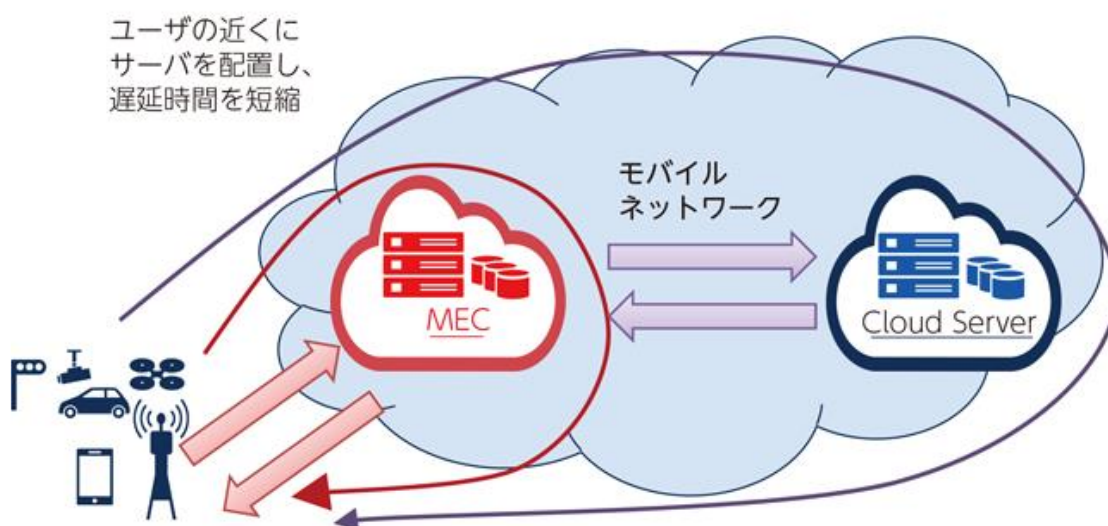 ユーザの近くに
サーバを配置し、
遅延時間を短縮
モバイル
ネットワーク
MEC
Cloud Server